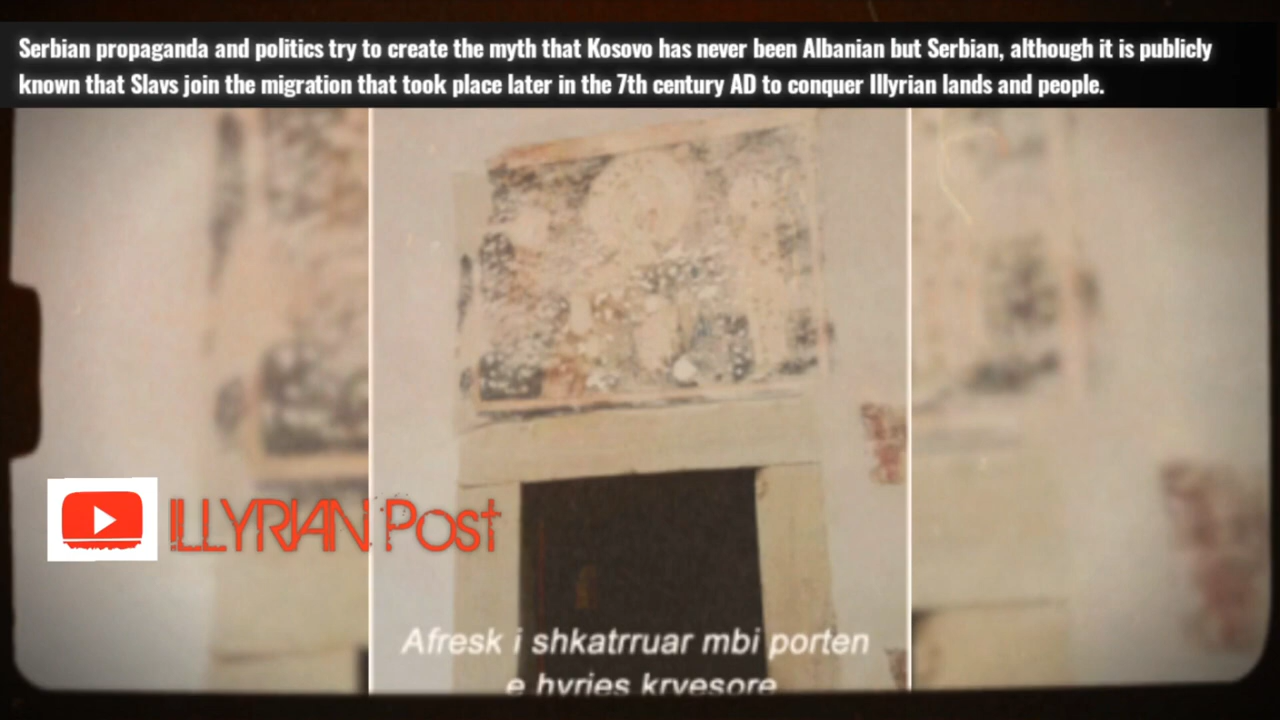 Serbian propaganda and politics try to create the myth that Kosovo has never been Albanian but Serbian, although it is publicly
known that Slavs join the migration that took place later in the 7th century AD to conquer Illyrian lands and people.
ILLYRIAN Post
Afresk i shkatrruar mbi porten
e hyrjes kryesore